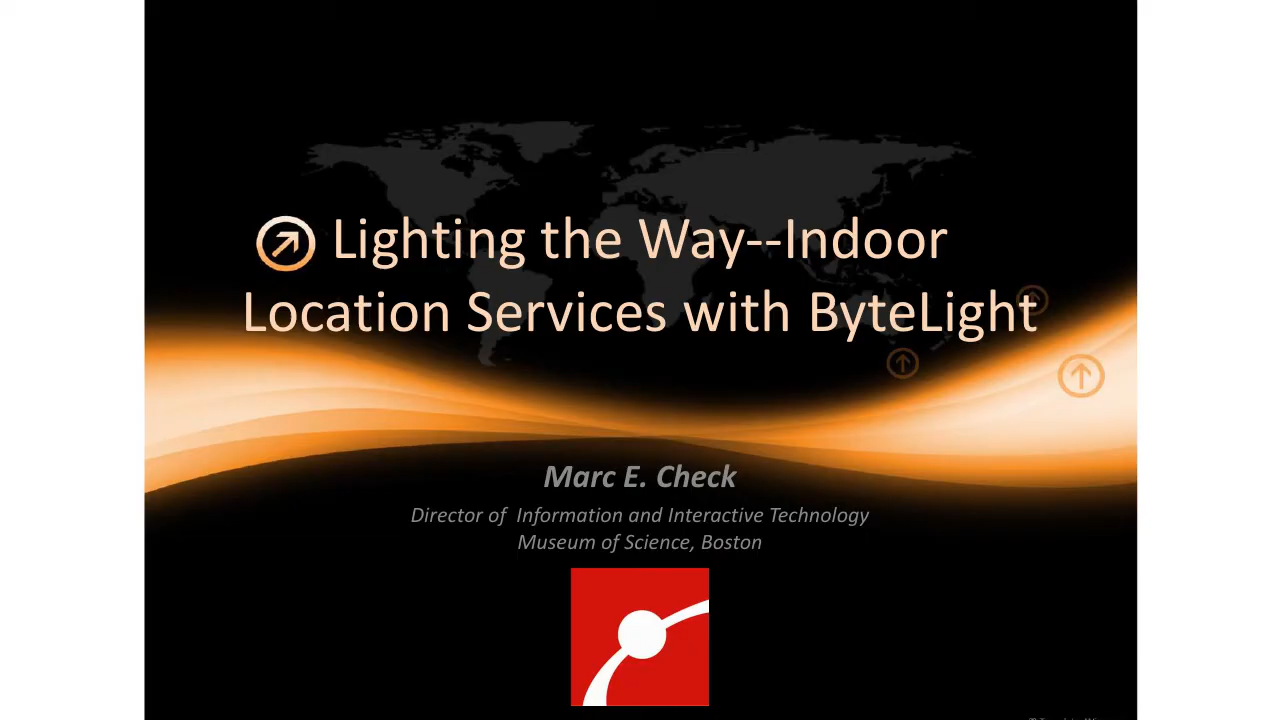 Lighting the Way--Indoor
Location Services with ByteLight
Marc E. Check
Director of  Information and Interactive Technology
Museum of Science, Boston